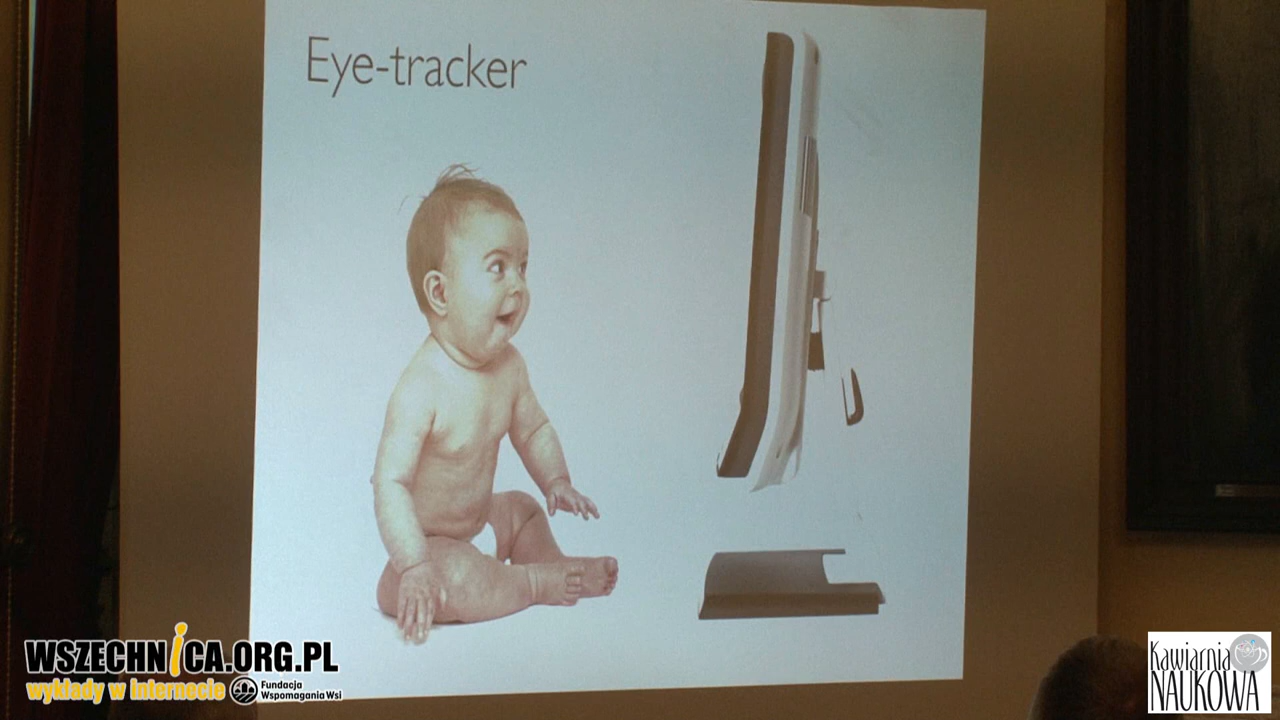 Eye-tracker
WSZECHNiCA.ORG.PL
wykłady w internecie
Fundacja
Wspomagania Wsi
Kawiarnia
NAUKOWA